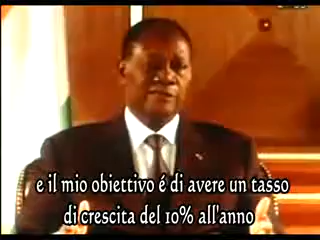 e il mio obiettivo é di avere un tasso
di crescita del 10% all'anno